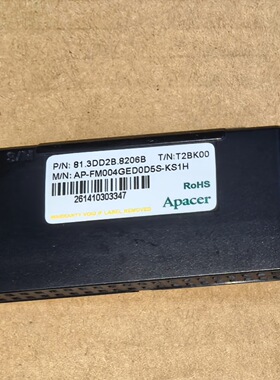 P/N: 81.3DD2B.8206B T/N:T2BK00
M/N: AP-FM004GED0D5S-KS1H
261410303347
RoHS
Apacer
WARRANTY VOID IF LABEL REMOVED